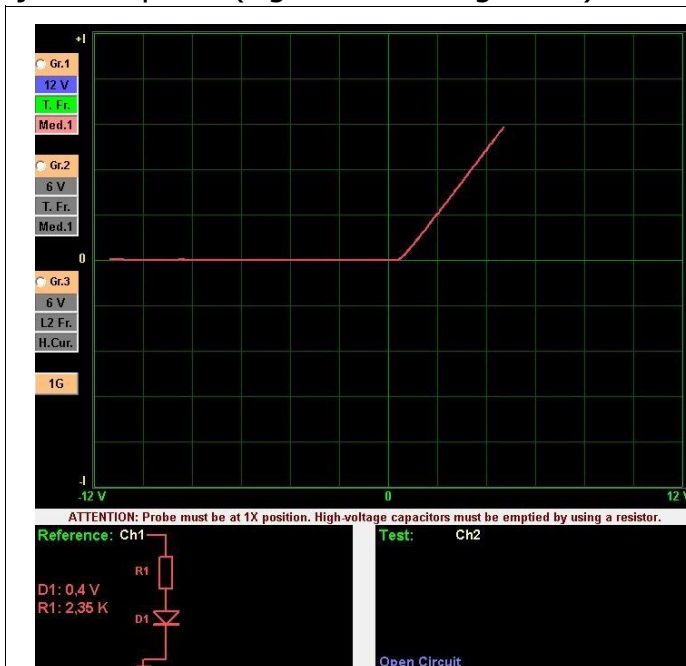 +I
Gr.1
12 V
T. Fr.
Med.1
Gr.2
6 V
T. Fr.
Med.1
0
Gr.3
6 V
L2 Fr.
H.Cur.
1G
-I
-12 V
0
12 V
ATTENTION: Probe must be at 1X position. High-voltage capacitors must be emptied by using a resistor.
Reference: Ch1
R1
D1: 0,4 V
R1: 2,35 K
D1
Test: Ch2
Open Circuit